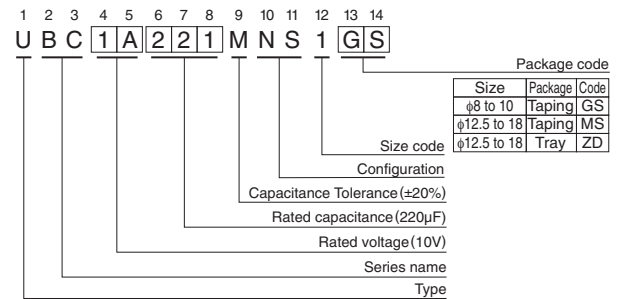 1 2 3 4 5 6 7 8 9 10 11 12 13 14
U B C 1 A 2 2 1 M N S 1 G S
Package code
Size Package Code
ϕ8 to 10 Taping GS
ϕ12.5 to 18 Taping MS
ϕ12.5 to 18 Tray ZD
Size code
Configuration
Capacitance Tolerance (±20%)
Rated capacitance (220µF)
Rated voltage (10V)
Series name
Type